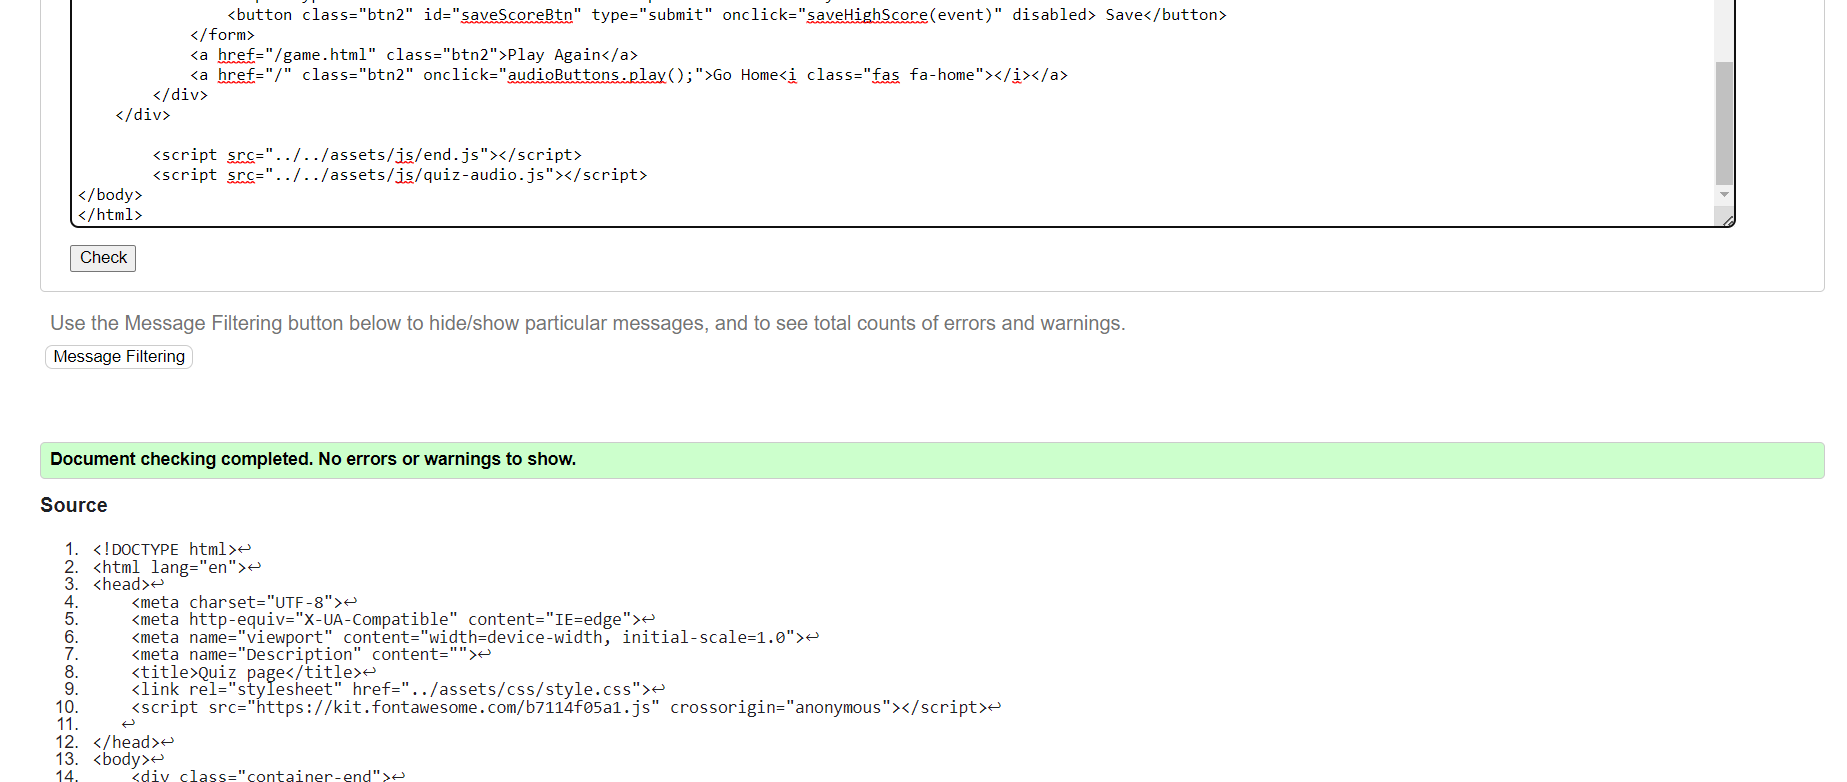 <button class="btn2" id="saveScoreBtn" type="submit" onclick="saveHighScore(event)" disabled> Save</button>
</form>
<a href="/game.html" class="btn2">Play Again</a>
<a href="/" class="btn2" onclick="audioButtons.play();">Go Home<i class="fas fa-home"></i></a>
</div>
</div>
<script src="../../assets/js/end.js"></script>
<script src="../../assets/js/quiz-audio.js"></script>
</body>
</html>
Check
Use the Message Filtering button below to hide/show particular messages, and to see total counts of errors and warnings.
Message Filtering
Document checking completed. No errors or warnings to show.
Source
1. <!DOCTYPE html>↩
2. <html lang="en">↩
3. <head>↩
4. <meta charset="UTF-8">↩
5. <meta http-equiv="X-UA-Compatible" content="IE=edge">↩
6. <meta name="viewport" content="width=device-width, initial-scale=1.0">↩
7. <meta name="Description" content="">↩
8. <title>Quiz page</title>↩
9. <link rel="stylesheet" href="../assets/css/style.css">↩
10. <script src="https://kit.fontawesome.com/b7114f05a1.js" crossorigin="anonymous"></script>↩
11. ↩
12. </head>↩
13. <body>↩
14. <div class="container-end">↩